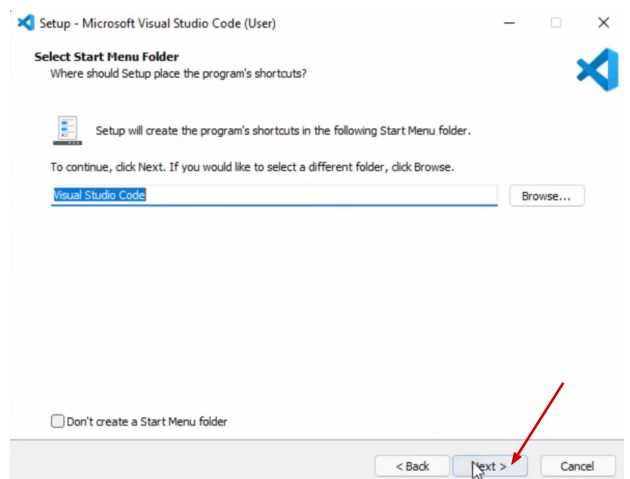 Setup - Microsoft Visual Studio Code (User)
Select Start Menu Folder
Where should Setup place the program's shortcuts?
Setup will create the program's shortcuts in the following Start Menu folder.
To continue, click Next. If you would like to select a different folder, click Browse.
Visual Studio Code
Browse...
Don't create a Start Menu folder
< Back
Next >
Cancel